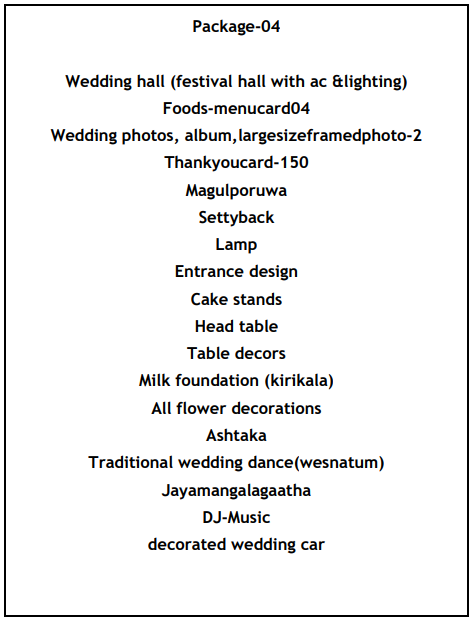 Package-04
Wedding hall (festival hall with ac &lighting)
Foods-menucard04
Wedding photos, album,largesizeframedphoto-2
Thankyoucard-150
Magulporuwa
Settyback
Lamp
Entrance design
Cake stands
Head table
Table decors
Milk foundation (kirikala)
All flower decorations
Ashtaka
Traditional wedding dance(wesnatum)
Jayamangalagaatha
DJ-Music
decorated wedding car